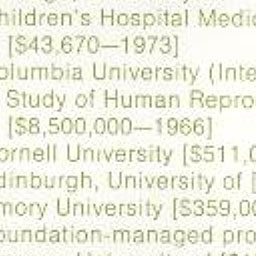 hildren's Hospital Medic
[$43,670—1973]
olumbia University (Inte
Study of Human Repro
[$8,500,000—1966]
ornell University [$511,0
dinburgh, University of [
mory University [$359,00
oundation-managed pro